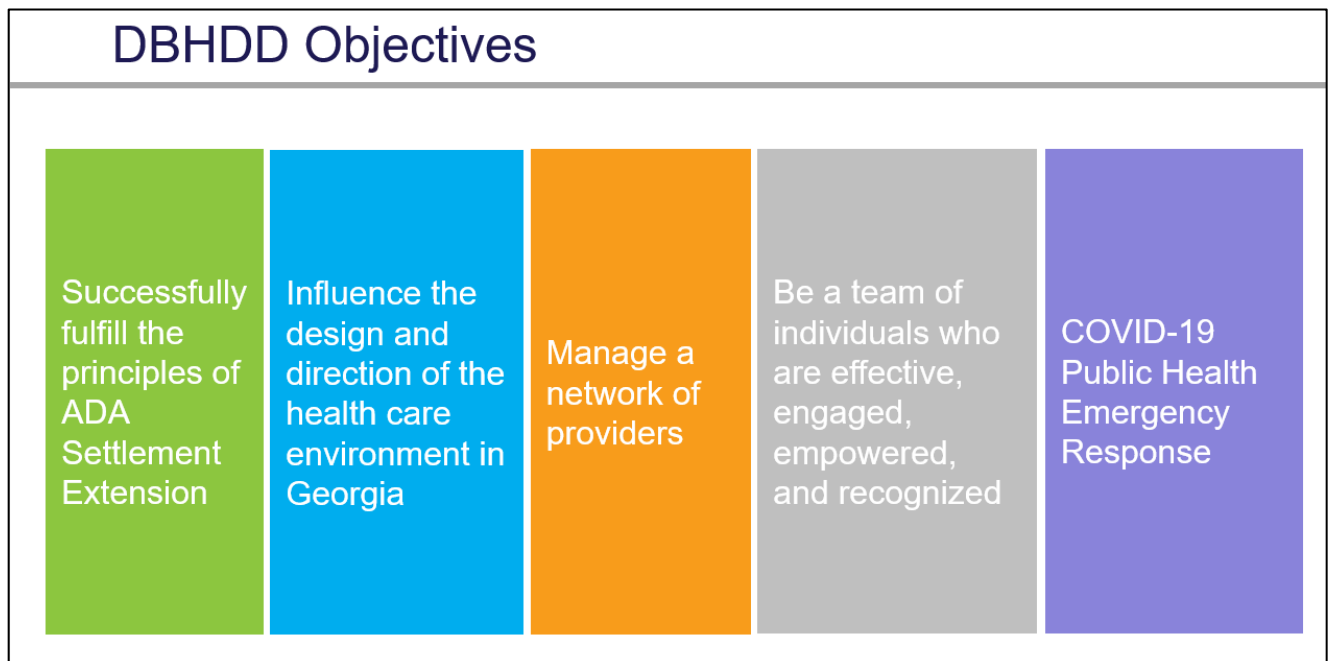 DBHDD Objectives
Successfully
fulfill the
principles of
ADA
Settlement
Extension
Influence the
design and
direction of the
health care
environment in
Georgia
Manage a
network of
providers
Be a team of
individuals who
are effective,
engaged,
empowered,
and recognized
COVID-19
Public Health
Emergency
Response